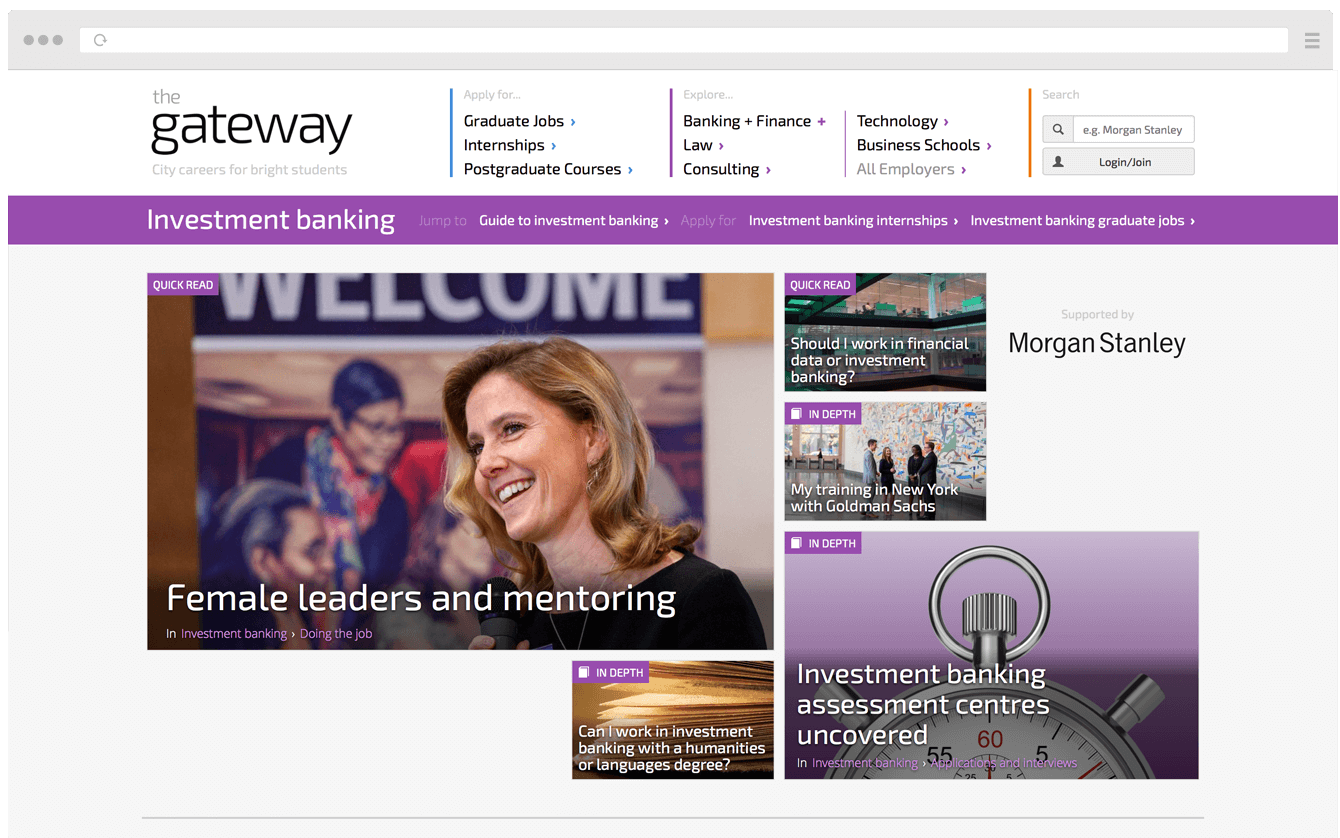 the
gateway
City careers for bright students
Apply for...
Graduate Jobs ›
Internships ›
Postgraduate Courses ›
Explore...
Banking + Finance +
Law ›
Consulting ›
Technology ›
Business Schools ›
All Employers ›
Search
e.g. Morgan Stanley
Login/Join
Investment banking
Jump to Guide to investment banking › Apply for Investment banking internships › Investment banking graduate jobs ›
QUICK READ
WELCOME
Female leaders and mentoring
In Investment banking › Doing the job
QUICK READ
Should I work in financial
data or investment
banking?
Supported by
Morgan Stanley
IN DEPTH
My training in New York
with Goldman Sachs
IN DEPTH
Can I work in investment
banking with a humanities
or languages degree?
IN DEPTH
Investment banking
assessment centres
uncovered
In Investment banking › Applications and interviews
55 60 5
25 5